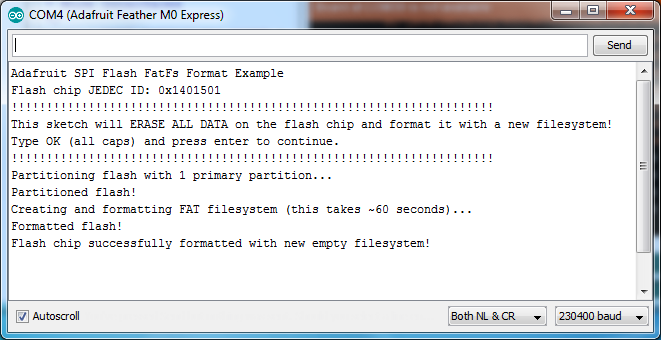 COM4 (Adafruit Feather M0 Express)
Send
Adafruit SPI Flash FatFs Format Example
Flash chip JEDEC ID: 0x1401501
!!!!!!!!!!!!!!!!!!!!!!!!!!!!!!!!!!!!!!!!!!!!!!!!!!!!!!!!!!!!!!!!!!!!!
This sketch will ERASE ALL DATA on the flash chip and format it with a new filesystem!
Type OK (all caps) and press enter to continue.
!!!!!!!!!!!!!!!!!!!!!!!!!!!!!!!!!!!!!!!!!!!!!!!!!!!!!!!!!!!!!!!!!!!!!
Partitioning flash with 1 primary partition...
Partitioned flash!
Creating and formatting FAT filesystem (this takes ~60 seconds)...
Formatted flash!
Flash chip successfully formatted with new empty filesystem!
Autoscroll
Both NL & CR
230400 baud